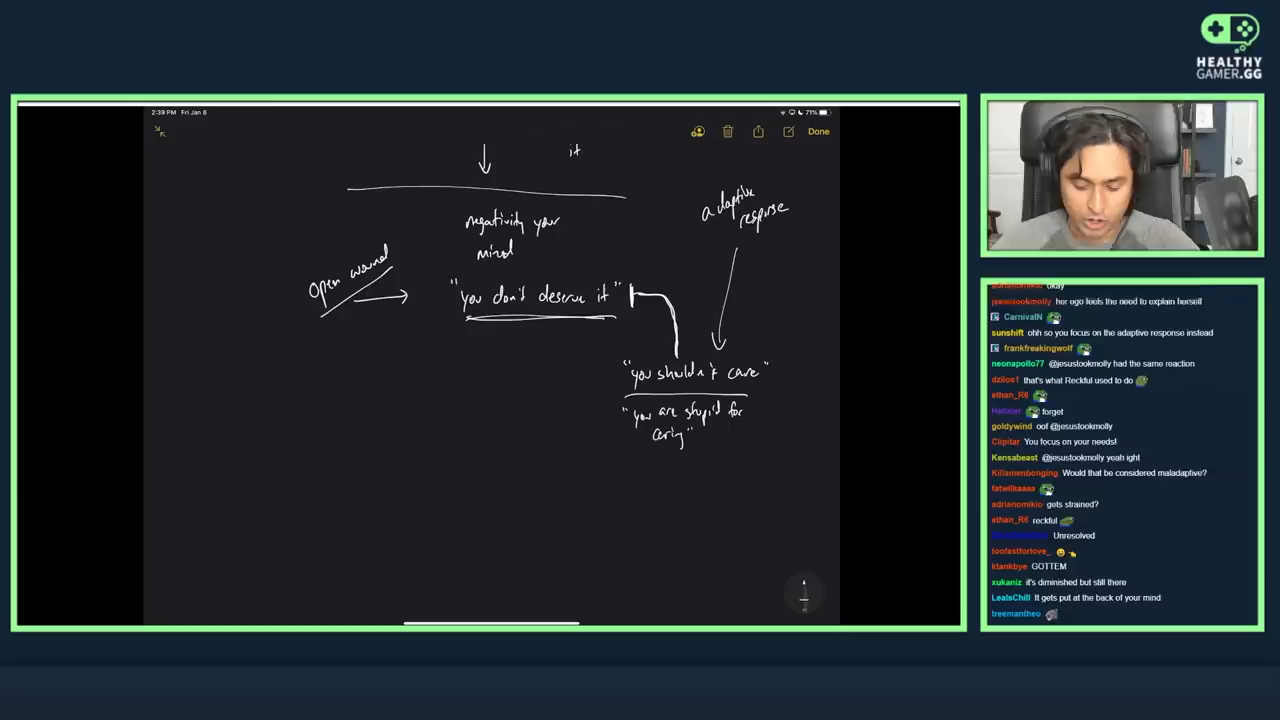 HEALTHY
GAMER.GG
2:39 PM Fri Jan 8
71%
Done
it
adaptive
response
negativity your
mind
open wound
"you don't deserve it"
"you shouldn't care"
"you are stupid for
caring"
okay
jesustookmolly her ego feels the need to explain herself
CarnivalN
sunshift ohh so you focus on the adaptive response instead
frankfreakingwolf
neonapollo77 @jesustookmolly had the same reaction
dzilos1 that's what Reckful used to do
ethan_R6
Hellxier forget
goldywind oof @jesustookmolly
Clipitar You focus on your needs!
Kensabeast @jesustookmolly yeah ight
Killamenbonging Would that be considered maladaptive?
fatwilkaaaa
adrianomikio gets strained?
ethan_R6 reckful
Unresolved
toofastforlove_
ktankbye GOTTEM
xukaniz it's diminished but still there
LealsChill It gets put at the back of your mind
treemantheo